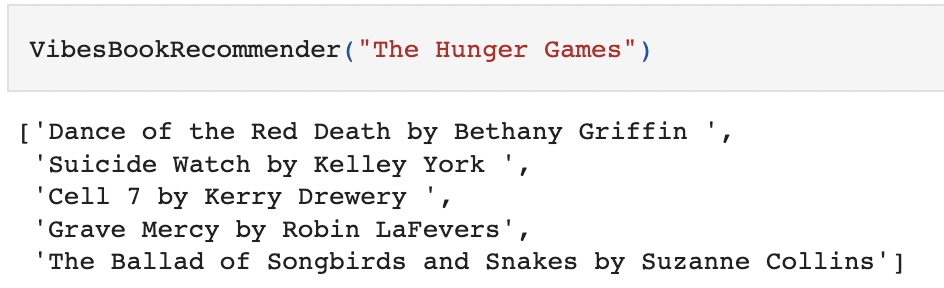 VibesBookRecommender("The Hunger Games")
['Dance of the Red Death by Bethany Griffin ',
'Suicide Watch by Kelley York ',
'Cell 7 by Kerry Drewery ',
'Grave Mercy by Robin LaFevers',
'The Ballad of Songbirds and Snakes by Suzanne Collins']